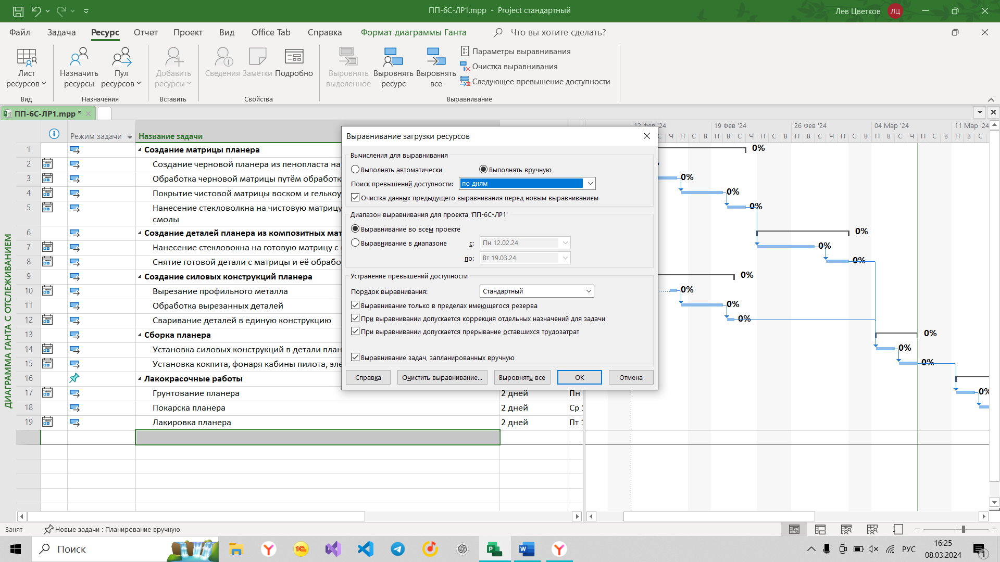 ПП-6С-ЛР1.mpp - Project стандартный
Лев Цветков ЛЦ
Файл Задача Ресурс Отчет Проект Вид Office Tab Справка Формат диаграммы Ганта Что вы хотите сделать?
Лист ресурсов
Вид
Назначить ресурсы
Пул ресурсов
Назначения
Добавить ресурсы
Вставить
Сведения
Заметки
Подробно
Свойства
Выровнять выделенное
Выровнять ресурс
Выровнять все
Параметры выравнивания
Очистка выравнивания
Следующее превышение доступности
Выравнивание
ПП-6С-ЛР1.mpp *
Режим задачи Название задачи
12 Фев '24 19 Фев '24 26 Фев '24 04 Мар '24 11 Мар '24
С Ч П С В П В С Ч П С В П В С Ч П С В П В С Ч П С В П В С
ДИАГРАММА ГАНТА С ОТСЛЕЖИВАНИЕМ
1 Создание матрицы планера 0%
2 Создание черновой планера из пенопласта на
3 Обработка черновой матрицы путём обработк 0%
4 Покрытие чистовой матрицы воском и гелькоу 0%
5 Нанесение стекловолкна на чистовую матрицу 0%
смолы
6 Создание деталей планера из композитных мат 0%
7 Нанесение стекловокна на готовую матрицу с 0%
8 Снятие готовой детали с матрицы и её обрабо 0%
9 Создание силовых конструкций планера 0%
10 Вырезание профильного металла 0%
11 Обработка вырезанных деталей 0%
12 Сваривание деталей в единую конструкцию 0%
13 Сборка планера 0%
14 Установка силовых конструкций в детали план 0%
15 Установка кокпита, фонаря кабины пилота, эле 0%
16 Лакокрасочные работы
17 Грунтование планера 2 дней Пн 0%
18 Покарска планера 2 дней Ср 1
19 Лакировка планера 2 дней Пт 1
Выравнивание загрузки ресурсов
Вычисления для выравнивания
Выполнять автоматически Выполнять вручную
Поиск превышений доступности: по дням
Очистка данных предыдущего выравнивания перед новым выравниванием
Диапазон выравнивания для проекта 'ПП-6С-ЛР1'
Выравнивание во всем проекте
Выравнивание в диапазоне с: Пн 12.02.24
по: Вт 19.03.24
Устранение превышений доступности
Порядок выравнивания: Стандартный
Выравнивание только в пределах имеющегося резерва
При выравнивании допускается коррекция отдельных назначений для задачи
При выравнивании допускается прерывание оставшихся трудозатрат
Выравнивание задач, запланированных вручную
Справка Очистить выравнивание... Выровнять все ОК Отмена
Занят Новые задачи : Планирование вручную
Поиск
РУС
16:25
08.03.2024
1